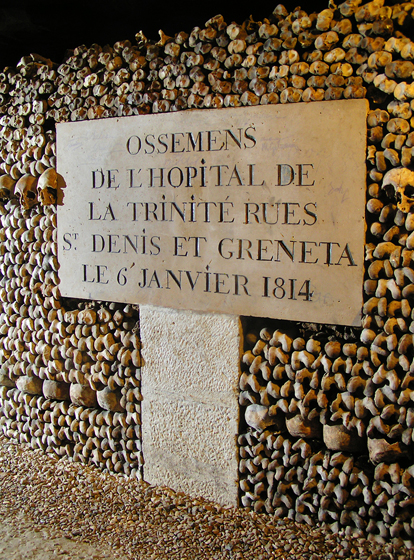 OSSEMENS
DE L'HOPITAL DE
LA TRINITÉ RUES
ST. DENIS ET GRENETA
LE 6 JANVIER 1814